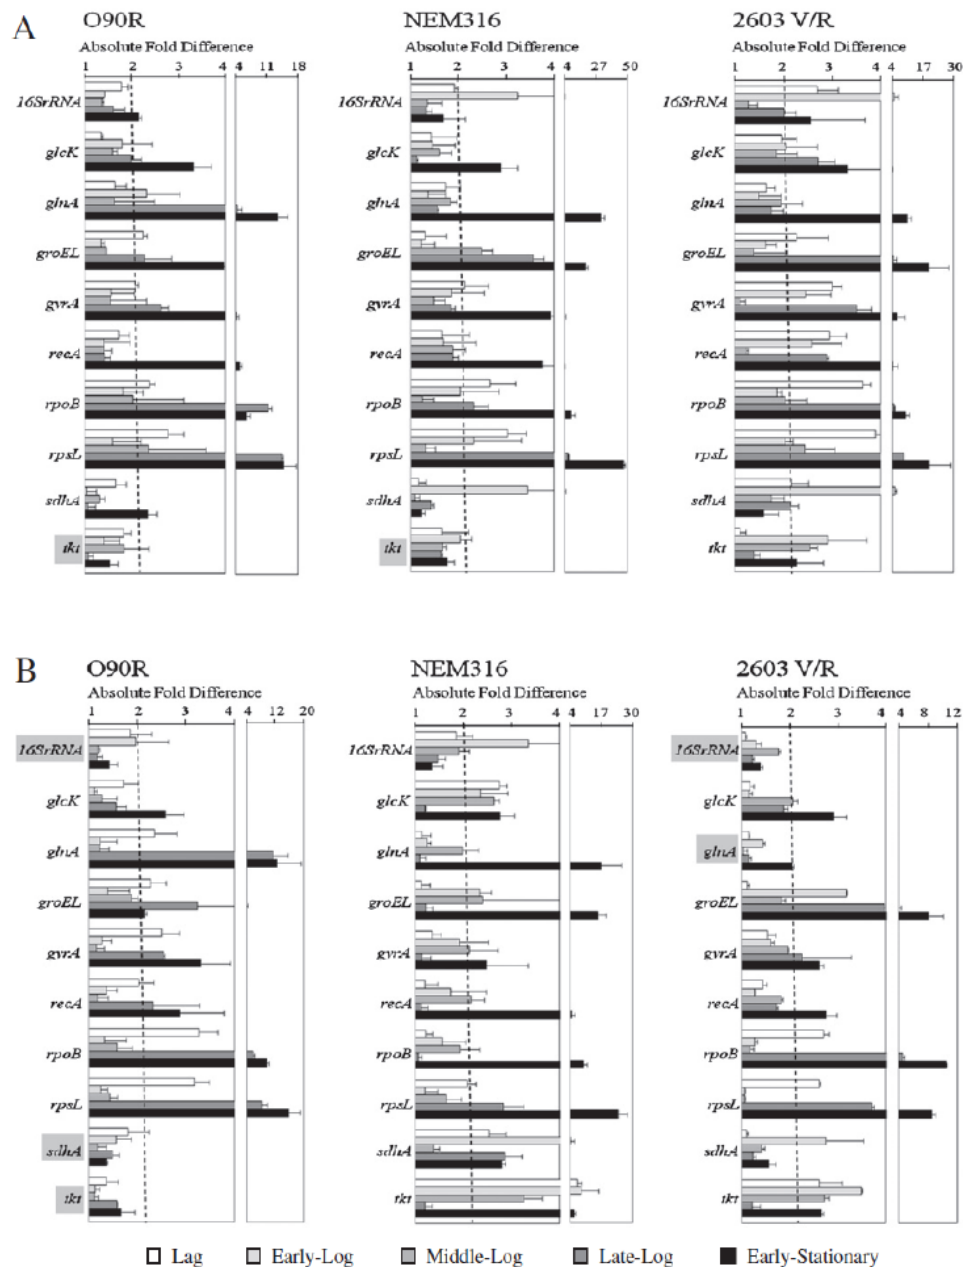 A
O90R
NEM316
2603 V/R
Absolute Fold Difference
Absolute Fold Difference
Absolute Fold Difference
1 2 3 4 4 11 18
1 2 3 4 4 27 50
1 2 3 4 4 17 30
16SrRNA
16SrRNA
16SrRNA
glcK
glcK
glcK
glnA
glnA
glnA
groEL
groEL
groEL
gyrA
gyrA
gyrA
recA
recA
recA
rpoB
rpoB
rpoB
rpsL
rpsL
rpsL
sdhA
sdhA
sdhA
tkt
tkt
tkt
B
O90R
NEM316
2603 V/R
Absolute Fold Difference
Absolute Fold Difference
Absolute Fold Difference
1 2 3 4 4 12 20
1 2 3 4 4 17 30
1 2 3 4 4 8 12
16SrRNA
16SrRNA
16SrRNA
glcK
glcK
glcK
glnA
glnA
glnA
groEL
groEL
groEL
gyrA
gyrA
gyrA
recA
recA
recA
rpoB
rpoB
rpoB
rpsL
rpsL
rpsL
sdhA
sdhA
sdhA
tkt
tkt
tkt
Lag
Early-Log
Middle-Log
Late-Log
Early-Stationary